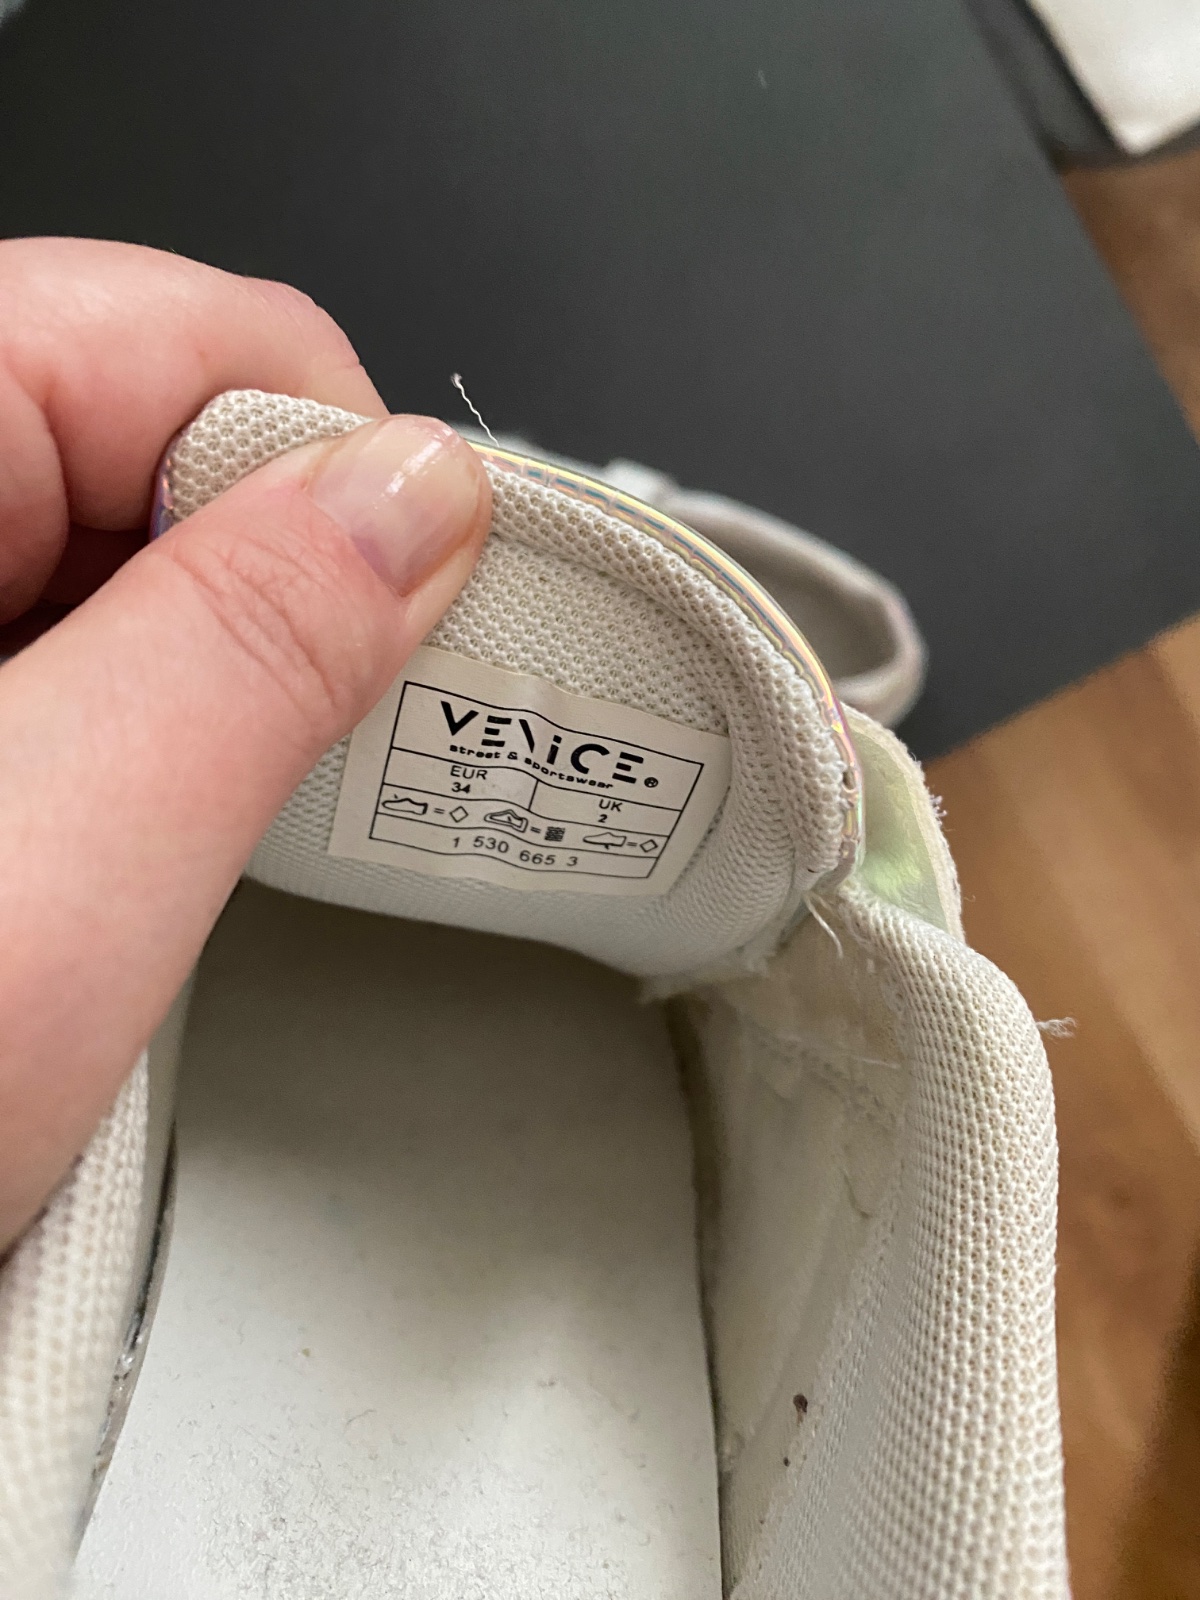 VENiCE®
street & sportswear
EUR
34
UK
2
= = =
1 530 665 3